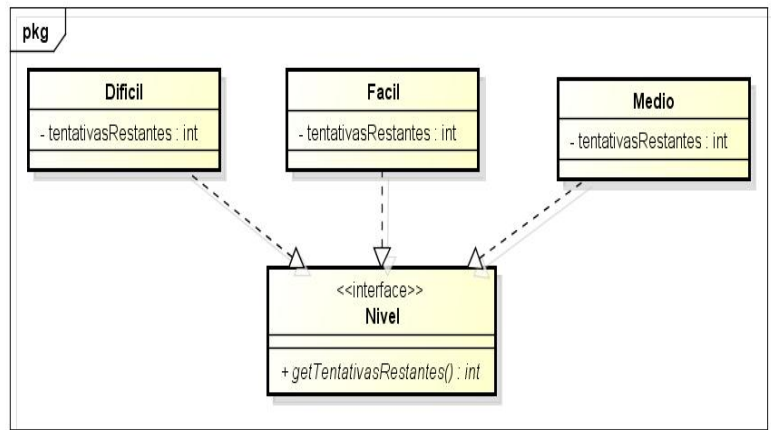 pkg
Dificil
- tentativasRestantes : int
Facil
- tentativasRestantes : int
Medio
- tentativasRestantes : int
<<interface>>
Nivel
+ getTentativasRestantes() : int